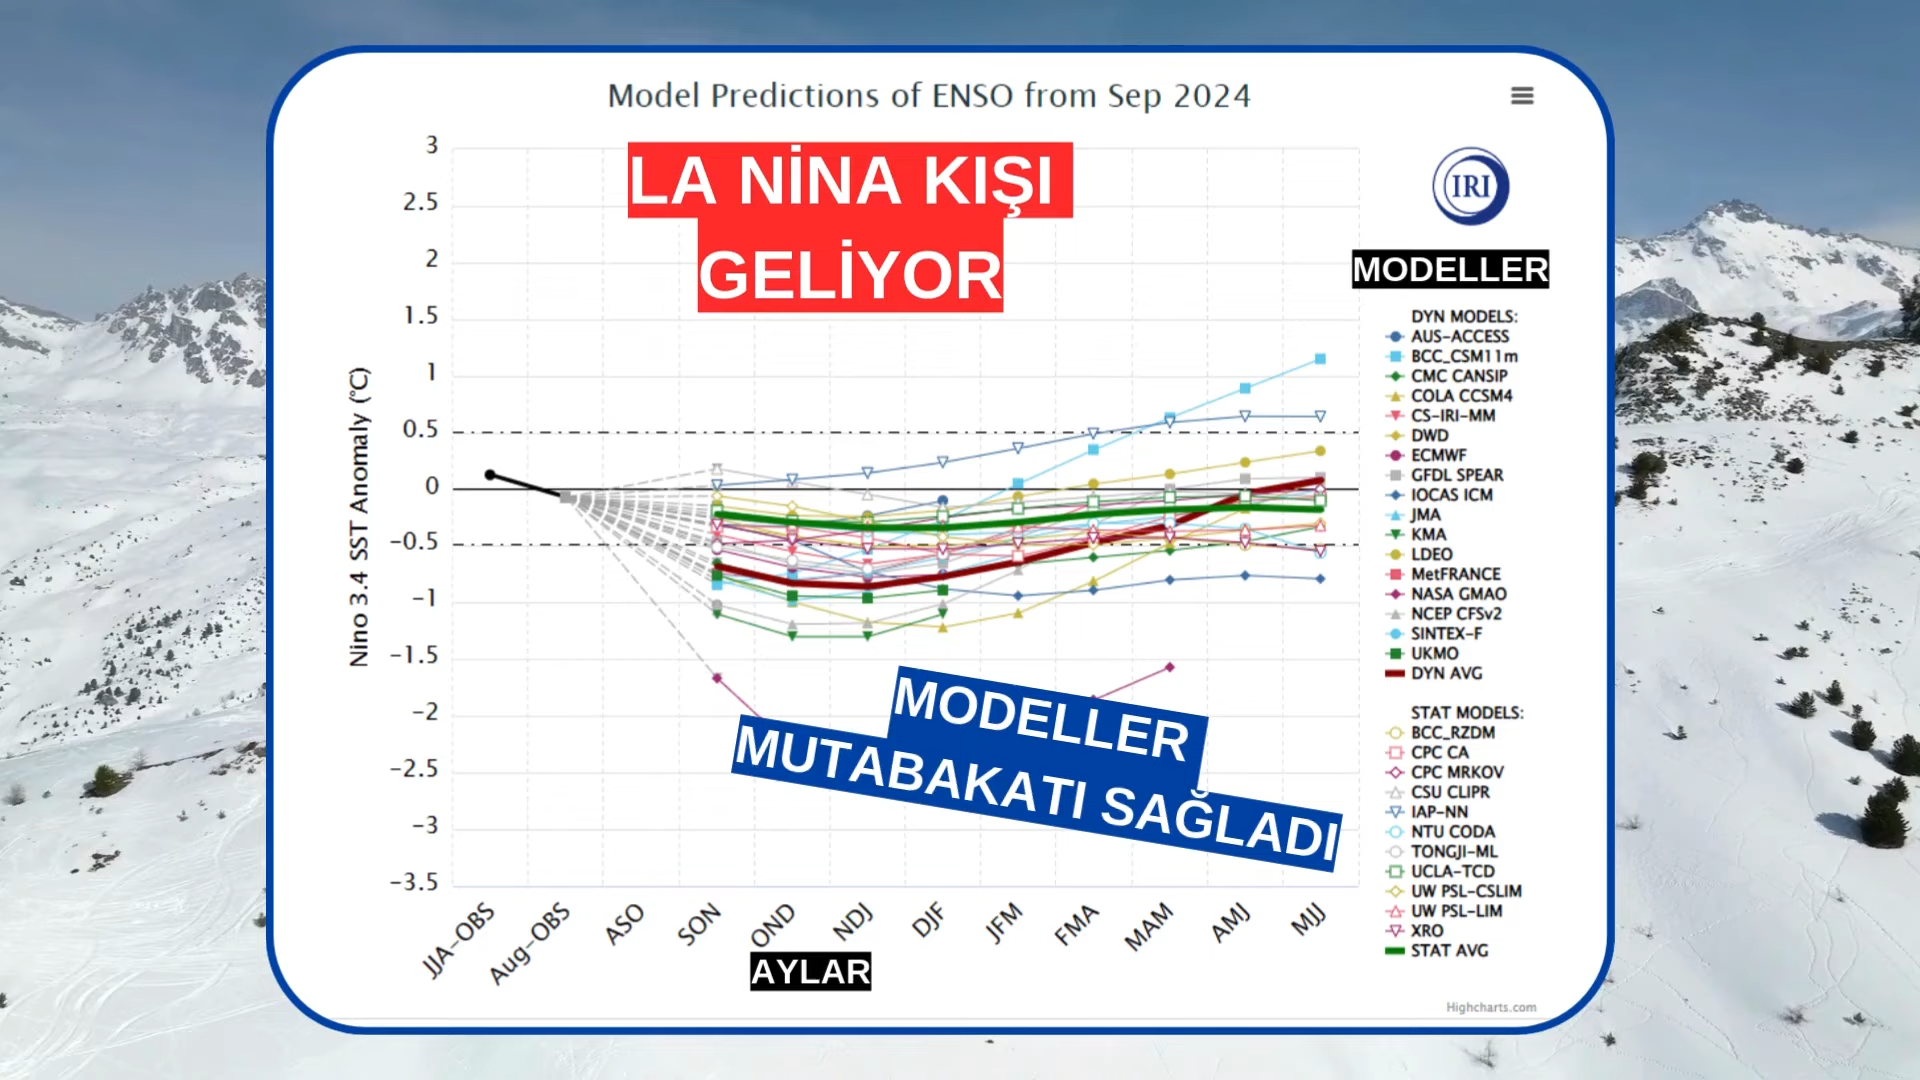 Model Predictions of ENSO from Sep 2024
LA NİNA KIŞI
GELİYOR
IRI
MODELLER
3
2.5
2
1.5
1
0.5
0
−0.5
−1
−1.5
−2
−2.5
−3
−3.5
Nino 3.4 SST Anomaly (°C)
DYN MODELS:
AUS-ACCESS
BCC_CSM11m
CMC CANSIP
COLA CCSM4
CS-IRI-MM
DWD
ECMWF
GFDL SPEAR
IOCAS ICM
JMA
KMA
LDEO
MetFRANCE
NASA GMAO
NCEP CFSv2
SINTEX-F
UKMO
DYN AVG
STAT MODELS:
BCC_RZDM
CPC CA
CPC MRKOV
CSU CLIPR
IAP-NN
NTU CODA
TONGJI-ML
UCLA-TCD
UW PSL-CSLIM
UW PSL-LIM
XRO
STAT AVG
MODELLER
MUTABAKATI SAĞLADI
JJA-OBS
Aug-OBS
ASO
SON
OND
NDJ
DJF
JFM
FMA
MAM
AMJ
MJJ
AYLAR
Highcharts.com